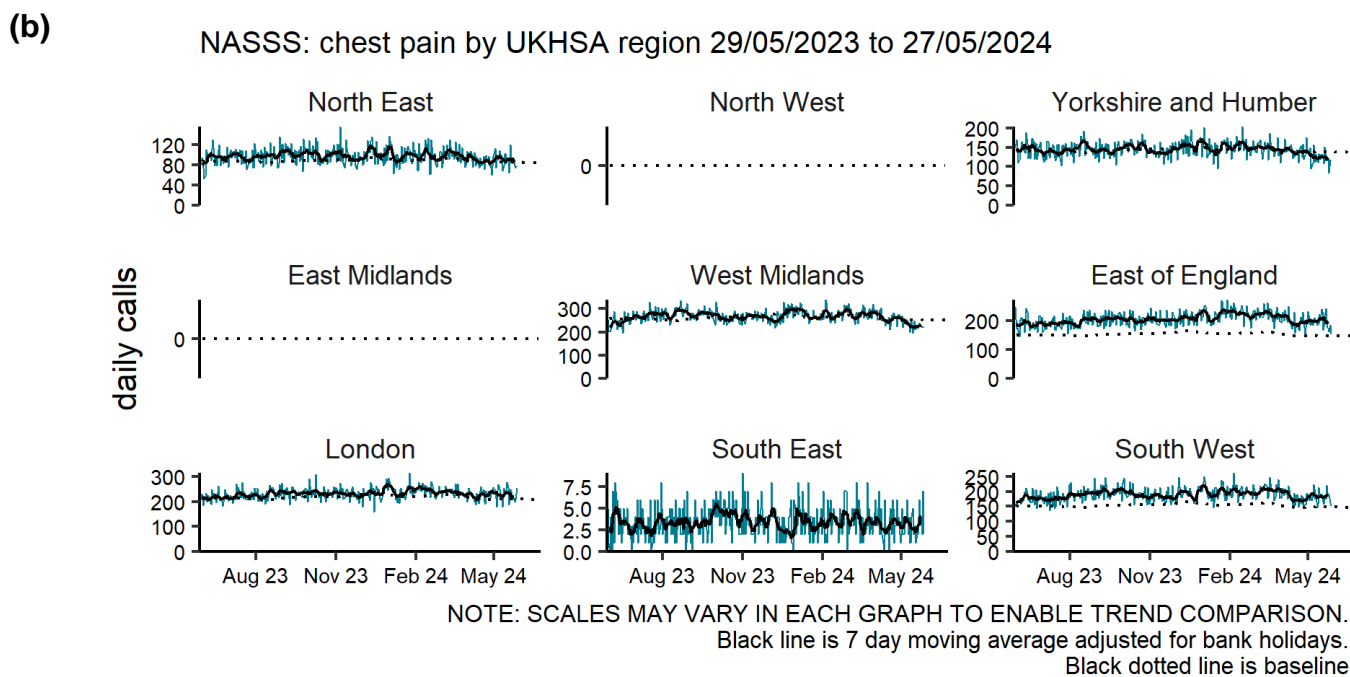 (b)
NASSS: chest pain by UKHSA region 29/05/2023 to 27/05/2024
daily calls
North East
120
80
40
0
North West
0
Yorkshire and Humber
200
150
100
50
0
East Midlands
0
West Midlands
300
200
100
0
East of England
200
100
0
London
300
200
100
0
Aug 23 Nov 23 Feb 24 May 24
South East
7.5
5.0
2.5
0.0
Aug 23 Nov 23 Feb 24 May 24
South West
250
200
150
100
50
0
Aug 23 Nov 23 Feb 24 May 24
NOTE: SCALES MAY VARY IN EACH GRAPH TO ENABLE TREND COMPARISON.
Black line is 7 day moving average adjusted for bank holidays.
Black dotted line is baseline